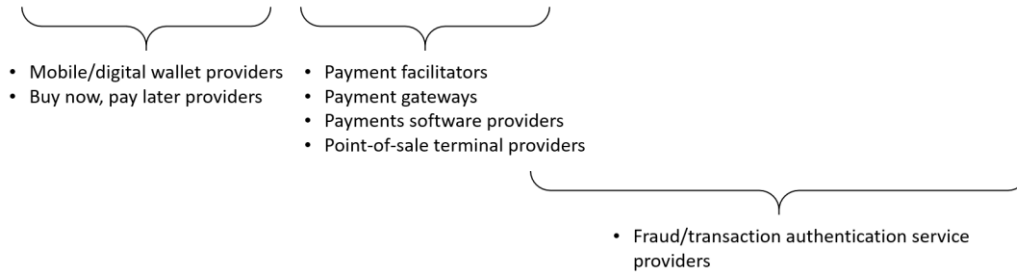 • Mobile/digital wallet providers
• Buy now, pay later providers
• Payment facilitators
• Payment gateways
• Payments software providers
• Point-of-sale terminal providers
• Fraud/transaction authentication service
providers